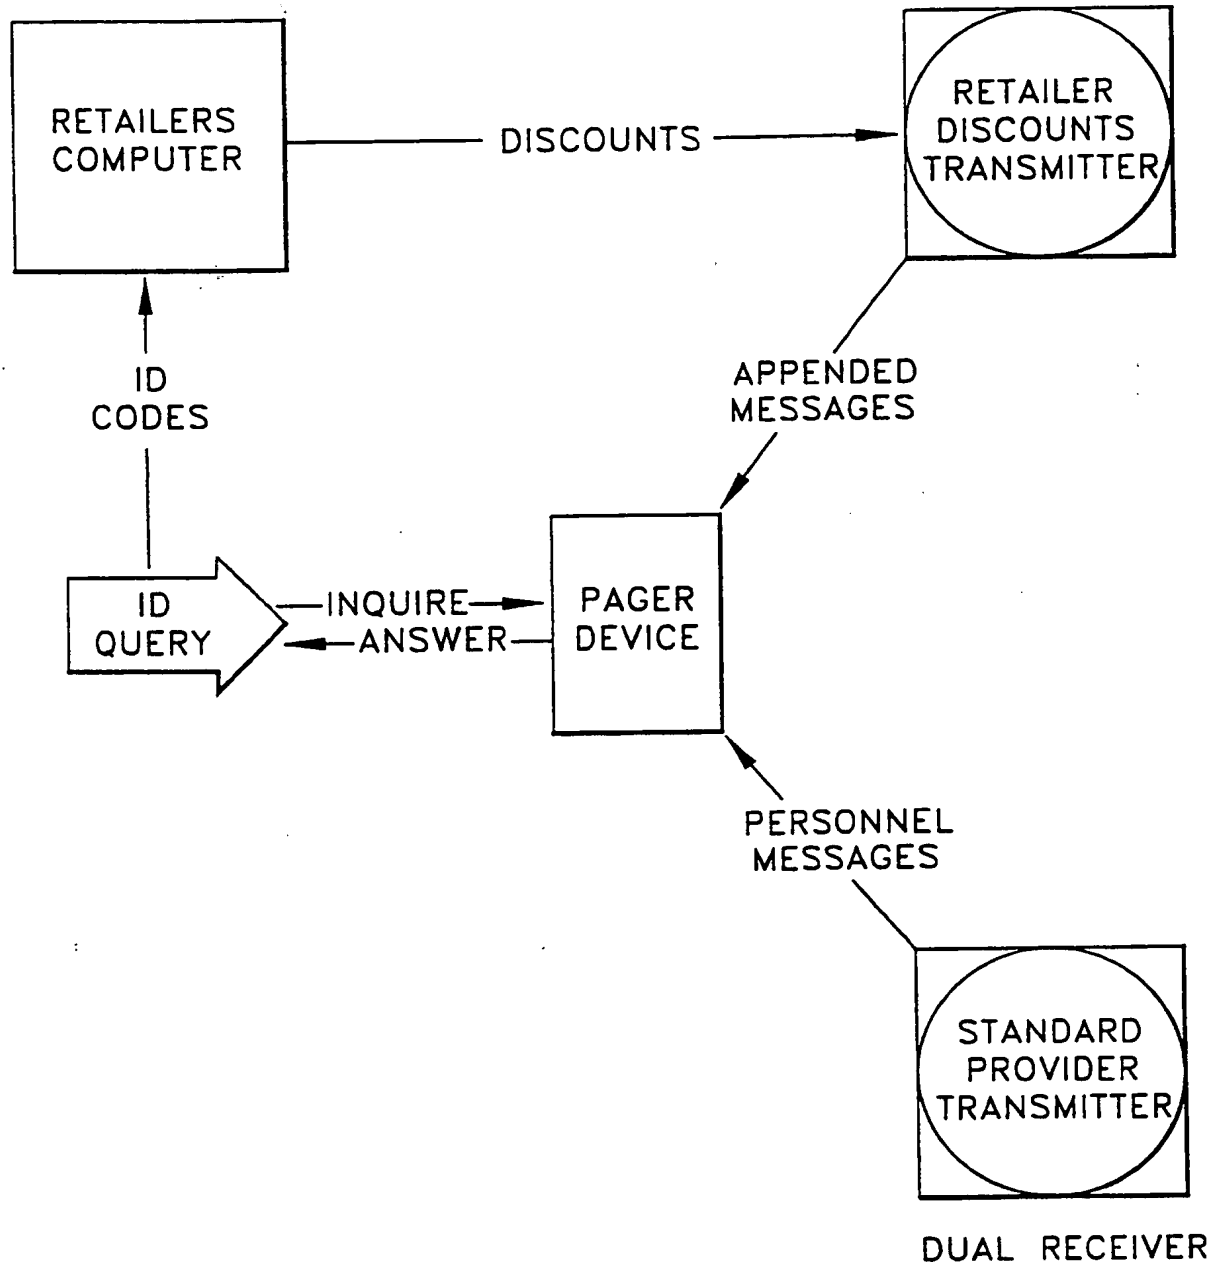 RETAILERS
COMPUTER
DISCOUNTS
RETAILER
DISCOUNTS
TRANSMITTER
ID
CODES
APPENDED
MESSAGES
ID
QUERY
INQUIRE
ANSWER
PAGER
DEVICE
PERSONNEL
MESSAGES
STANDARD
PROVIDER
TRANSMITTER
DUAL RECEIVER